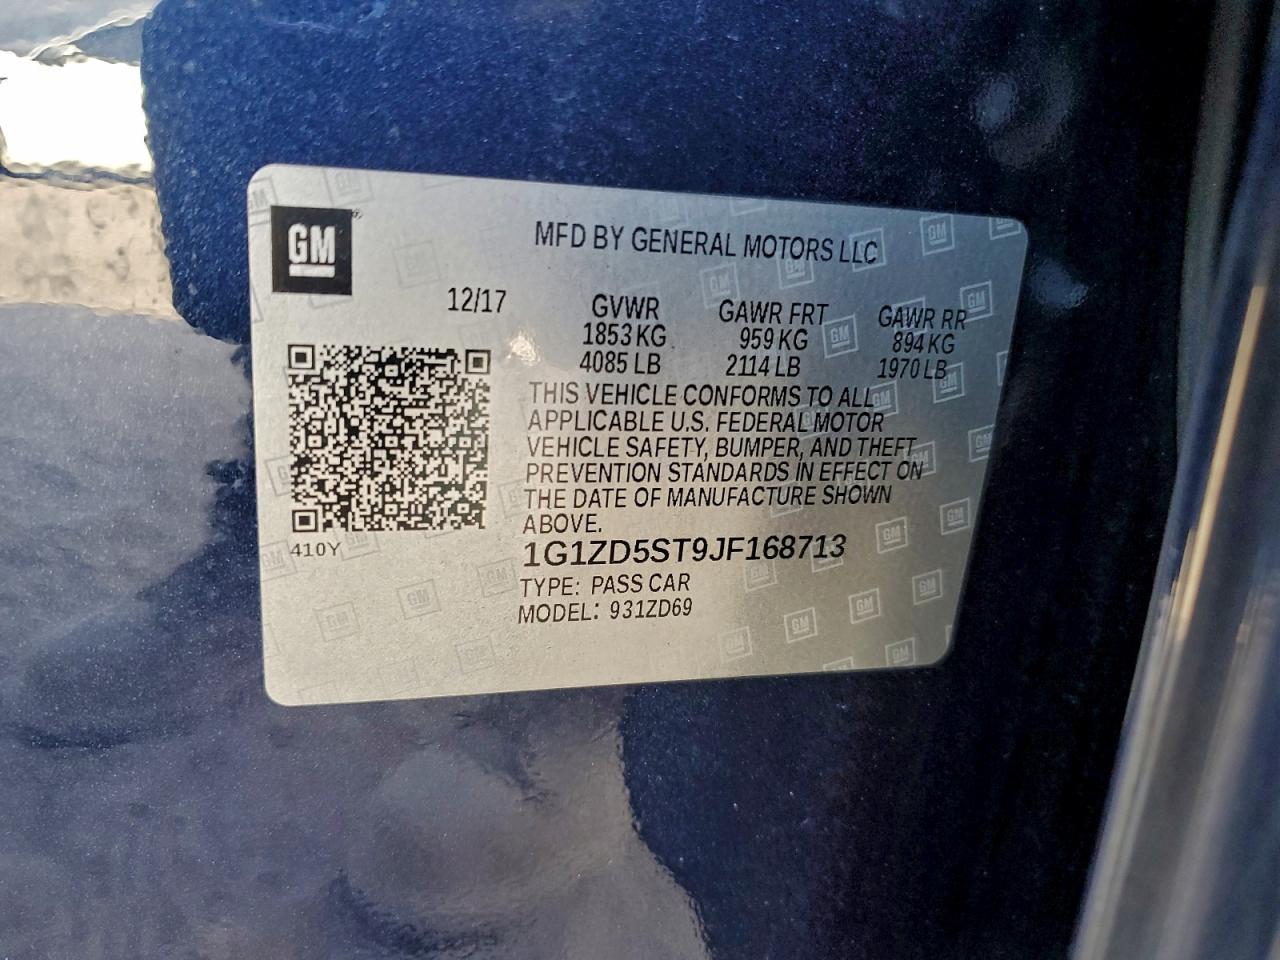 GM
MFD BY GENERAL MOTORS LLC
12/17 GVWR GAWR FRT GAWR RR
1853 KG 959 KG 894 KG
4085 LB 2114 LB 1970 LB
THIS VEHICLE CONFORMS TO ALL
APPLICABLE U.S. FEDERAL MOTOR
VEHICLE SAFETY, BUMPER, AND THEFT
PREVENTION STANDARDS IN EFFECT ON
THE DATE OF MANUFACTURE SHOWN
ABOVE.
410Y
1G1ZD5ST9JF168713
TYPE: PASS CAR
MODEL: 931ZD69